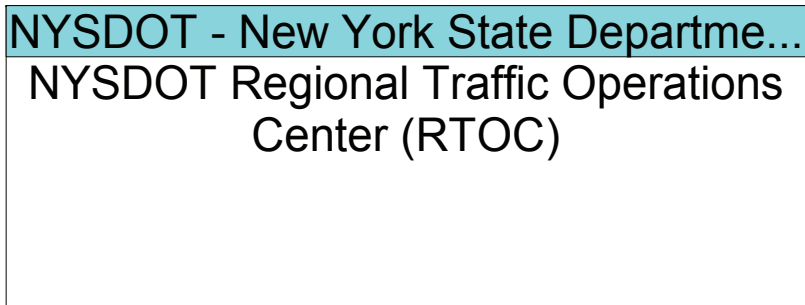 NYSDOT - New York State Departme...
NYSDOT Regional Traffic Operations
Center (RTOC)